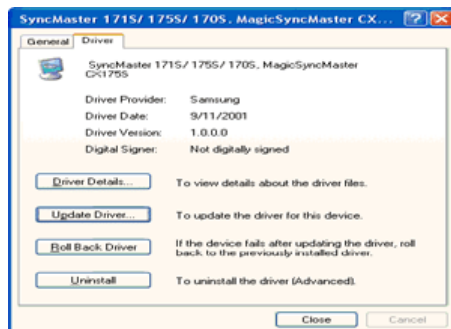 SyncMaster 171S/ 175S/ 170S, MagicSyncMaster CX...
General Driver
SyncMaster 171S/ 175S/ 170S, MagicSyncMaster
CX175S
Driver Provider: Samsung
Driver Date: 9/11/2001
Driver Version: 1.0.0.0
Digital Signer: Not digitally signed
Driver Details... To view details about the driver files.
Update Driver... To update the driver for this device.
Roll Back Driver If the device fails after updating the driver, roll
back to the previously installed driver.
Uninstall To uninstall the driver (Advanced).
Close Cancel